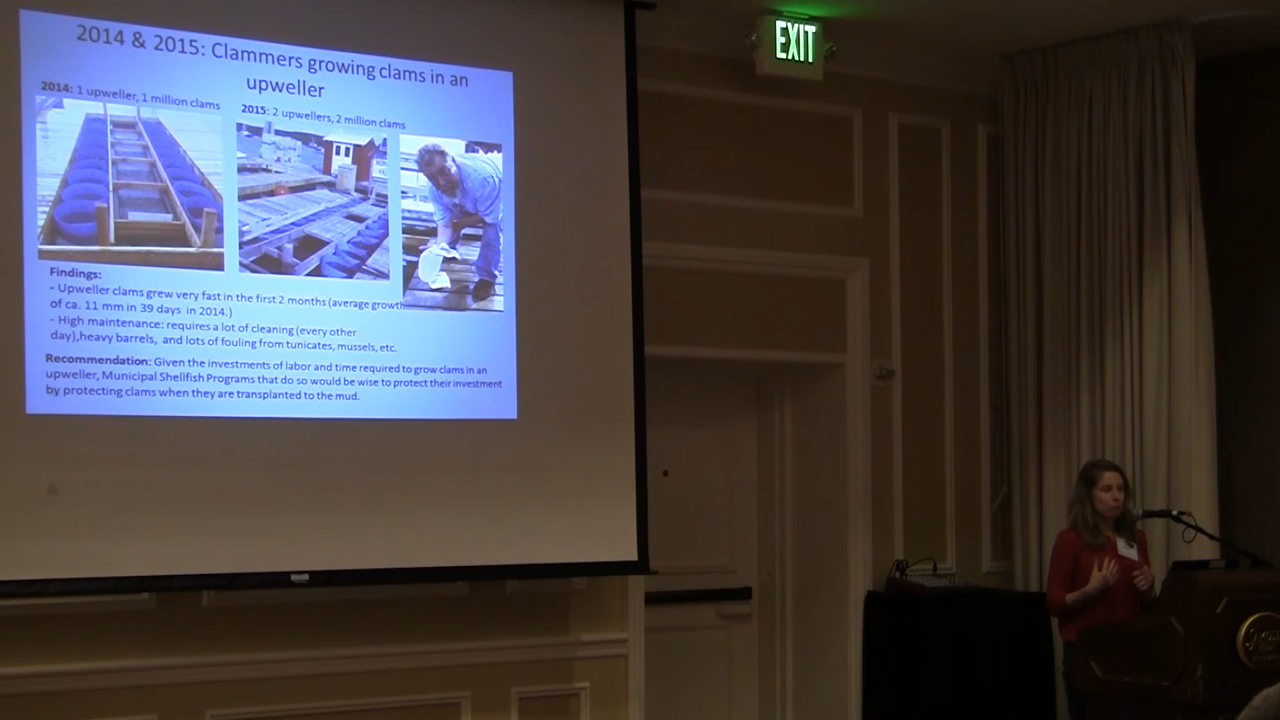 2014 & 2015: Clammers growing clams in an
upweller
2014: 1 upweller, 1 million clams
2015: 2 upwellers, 2 million clams
Findings:
- Upweller clams grew very fast in the first 2 months (average growth
of ca. 11 mm in 39 days in 2014.)
- High maintenance: requires a lot of cleaning (every other
day),heavy barrels, and lots of fouling from tunicates, mussels, etc.
Recommendation: Given the investments of labor and time required to grow clams in an
upweller, Municipal Shellfish Programs that do so would be wise to protect their investment
by protecting clams when they are transplanted to the mud.
EXIT